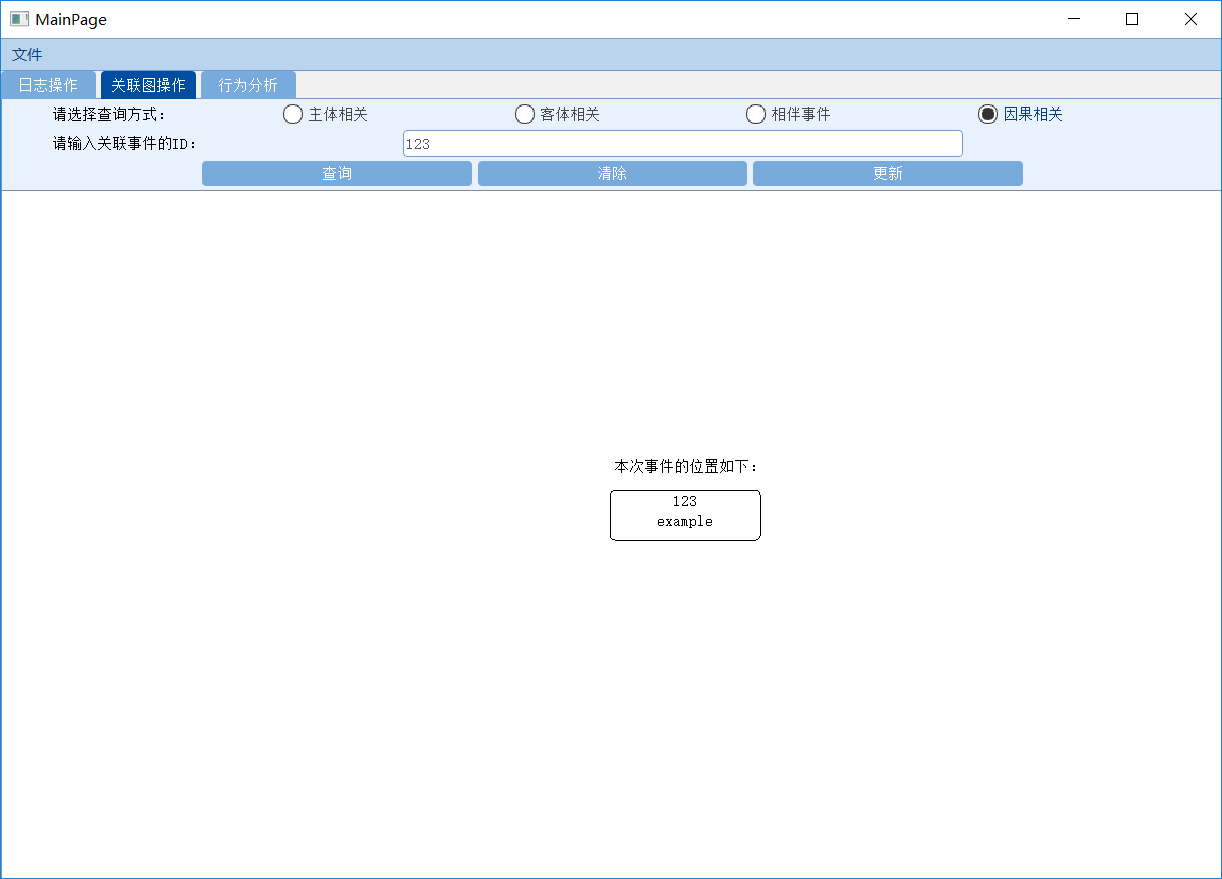 MainPage
文件
日志操作 关联图操作 行为分析
请选择查询方式： 主体相关 客体相关 相伴事件 因果相关
请输入关联事件的ID： 123
查询 清除 更新
本次事件的位置如下：
123
example